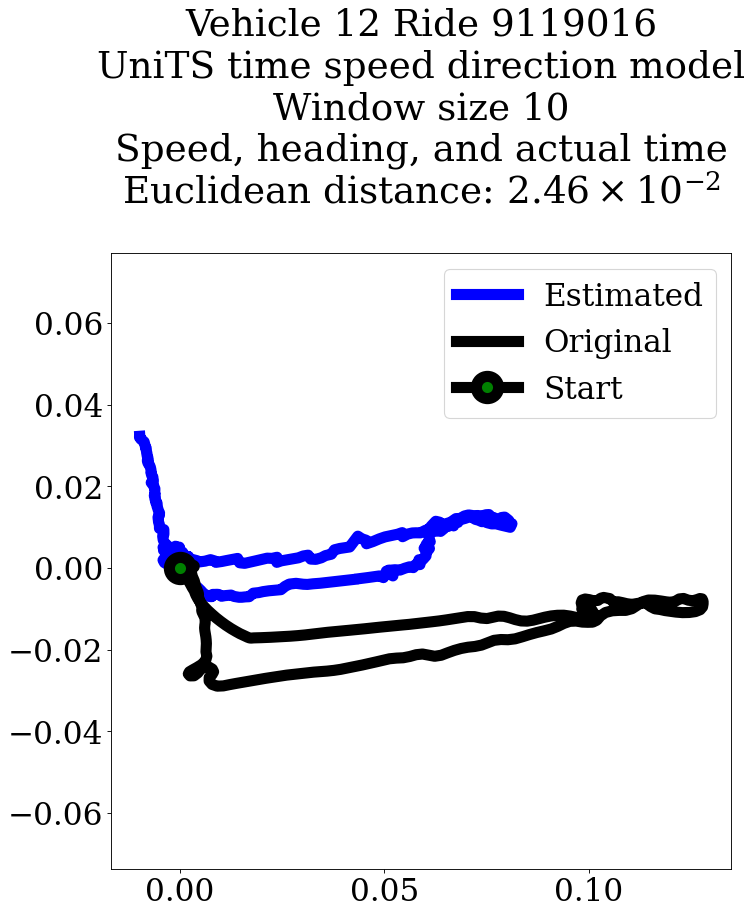 Vehicle 12 Ride 9119016
UniTS time speed direction model
Window size 10
Speed, heading, and actual time
Euclidean distance: 2.46 × 10⁻²
Estimated
Original
Start
0.06
0.04
0.02
0.00
−0.02
−0.04
−0.06
0.00 0.05 0.10